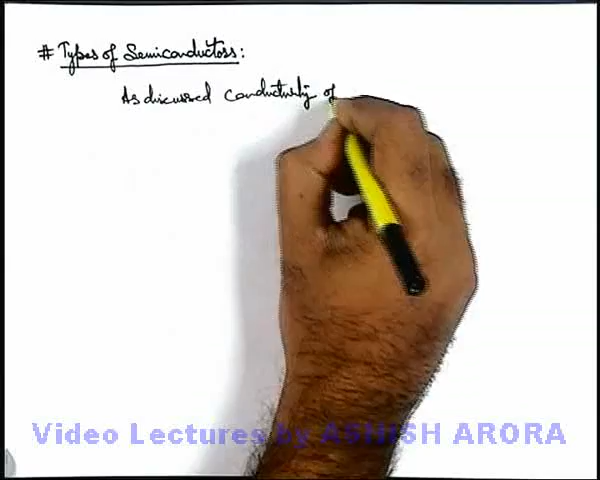 # Types of Semiconductors:
As discussed conductivity of
Video Lectures by ASHISH ARORA